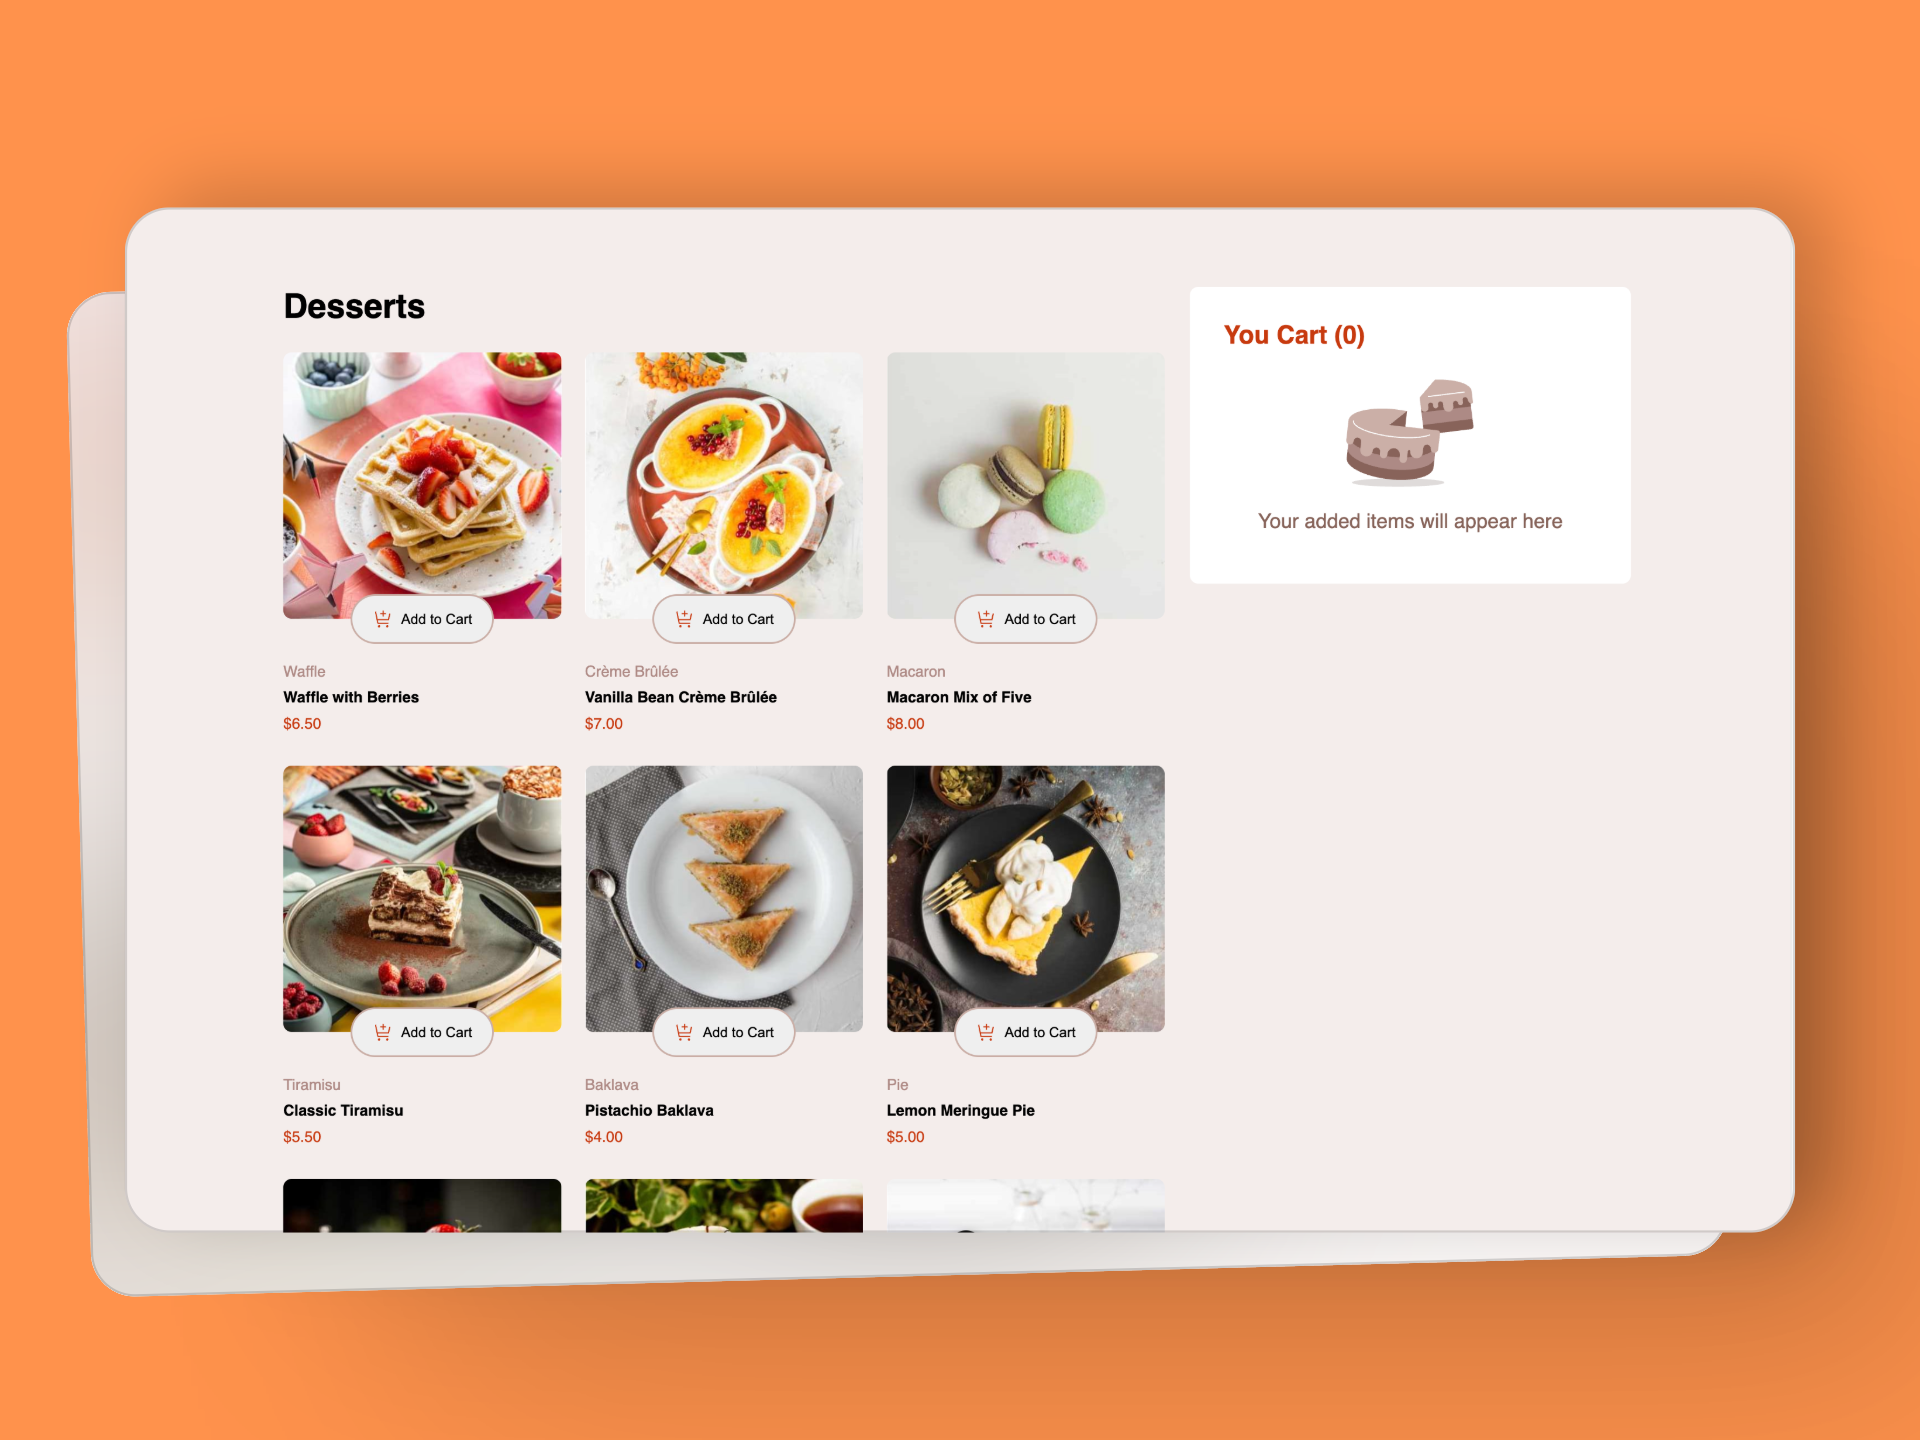 Desserts
You Cart (0)
Your added items will appear here
Add to Cart
Add to Cart
Add to Cart
Waffle
Waffle with Berries
$6.50
Crème Brûlée
Vanilla Bean Crème Brûlée
$7.00
Macaron
Macaron Mix of Five
$8.00
Add to Cart
Add to Cart
Add to Cart
Tiramisu
Classic Tiramisu
$5.50
Baklava
Pistachio Baklava
$4.00
Pie
Lemon Meringue Pie
$5.00